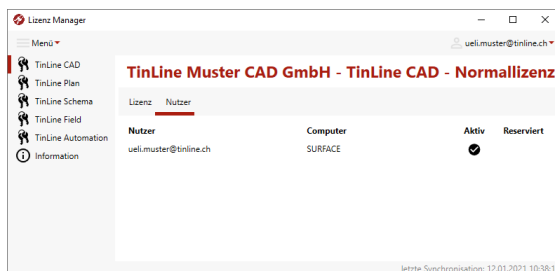 Lizenz Manager
Menü
ueli.muster@tinline.ch
TinLine CAD
TinLine Plan
TinLine Schema
TinLine Field
TinLine Automation
Information
TinLine Muster CAD GmbH - TinLine CAD - Normallizenz
Lizenz Nutzer
Nutzer Computer Aktiv Reserviert
ueli.muster@tinline.ch SURFACE
letzte Synchronisation: 12.01.2021 10:38:1